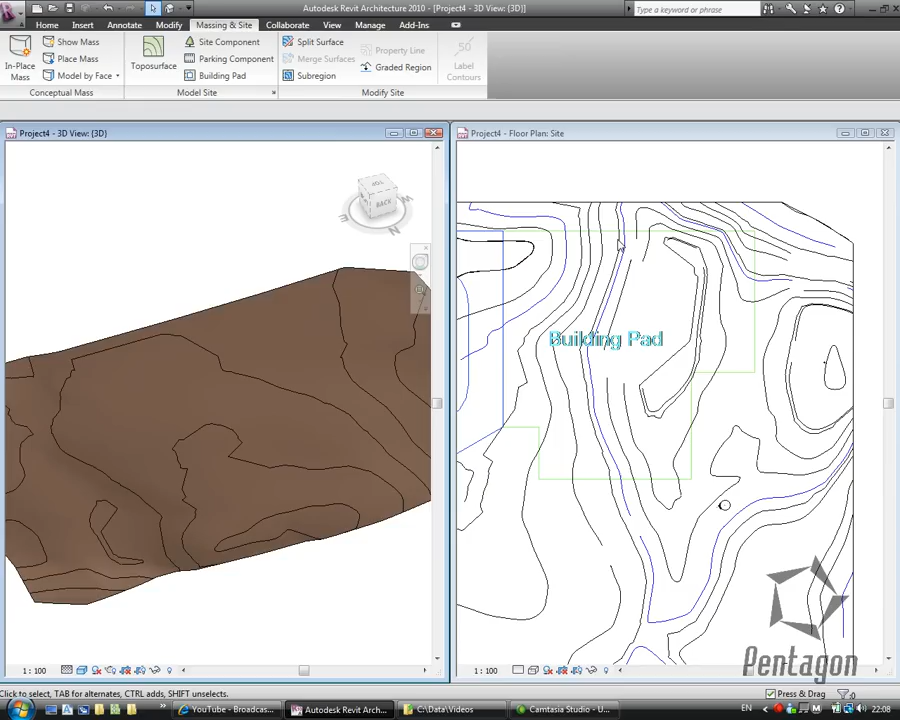 Autodesk Revit Architecture 2010 - [Project4 - 3D View: {3D}]
Type a keyword or phrase
Home Insert Annotate Modify Massing & Site Collaborate View Manage Add-Ins
In-Place Mass
Show Mass
Place Mass
Model by Face
Conceptual Mass
Toposurface
Site Component
Parking Component
Building Pad
Model Site
Split Surface
Merge Surfaces
Subregion
Property Line
Graded Region
Modify Site
50
Label Contours
Project4 - 3D View: {3D}
Project4 - Floor Plan: Site
TOP
BACK
Building Pad
Pentagon
1 : 100
1 : 100
Click to select, TAB for alternates, CTRL adds, SHIFT unselects.
Press & Drag
:0
YouTube - Broadcas...
Autodesk Revit Arch...
C:\Data\Videos
Camtasia Studio - U...
EN
22:08